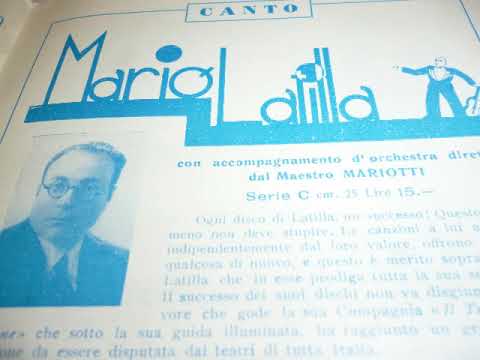 CANTO
Mario Latilla
con accompagnamento d'orchestra diret
dal Maestro MARIOTTI
Serie C cm. 25 Lire 15.—
Ogni disco di Latilla, un successo! Questo
meno non deve stupire. Le canzoni a lui a
indipendentemente dal loro valore, offrono
qualcosa di nuovo, e questo è merito sopra
Latilla che in esse prodiga tutta la sua s
Il successo dei suoi dischi non va disgiun
vore che gode la sua Compagnia «Il T
che sotto la sua guida illuminata, ha raggiunto un gr
one da essere disputata dai teatri di tutta Italia.